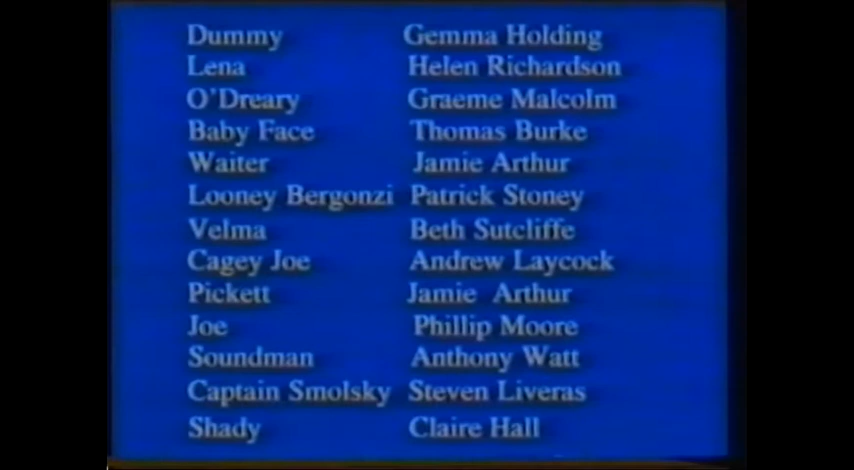 Dummy Gemma Holding
Lena Helen Richardson
O'Dreary Graeme Malcolm
Baby Face Thomas Burke
Waiter Jamie Arthur
Looney Bergonzi Patrick Stoney
Velma Beth Sutcliffe
Cagey Joe Andrew Laycock
Pickett Jamie Arthur
Joe Phillip Moore
Soundman Anthony Watt
Captain Smolsky Steven Liveras
Shady Claire Hall